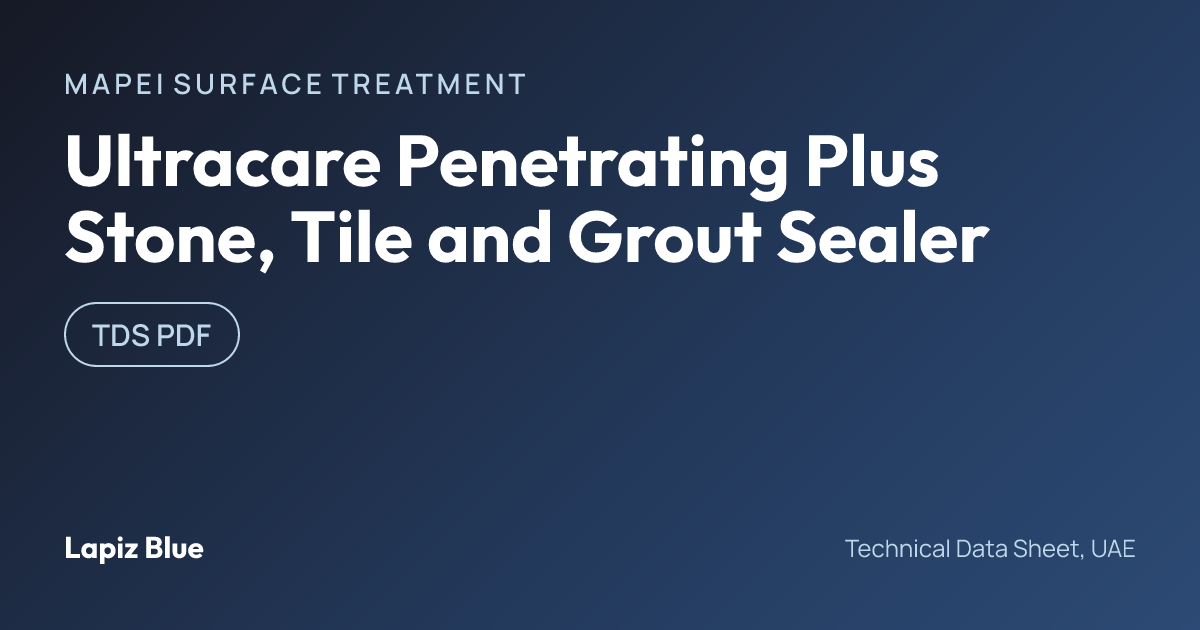 MAPEI SURFACE TREATMENT
Ultracare Penetrating Plus
Stone, Tile and Grout Sealer
TDS PDF
Lapiz Blue
Technical Data Sheet, UAE